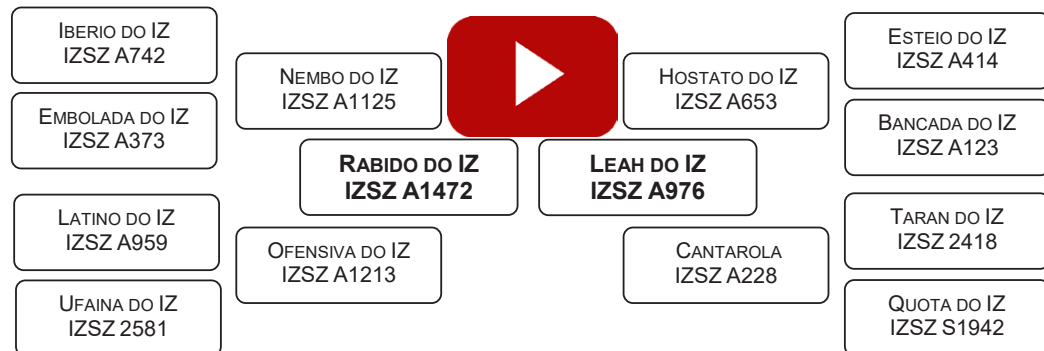 IBERIO DO IZ
IZSZ A742
EMBOLADA DO IZ
IZSZ A373
LATINO DO IZ
IZSZ A959
UFAINA DO IZ
IZSZ 2581
NEMBO DO IZ
IZSZ A1125
OFENSIVA DO IZ
IZSZ A1213
RABIDO DO IZ
IZSZ A1472
LEAH DO IZ
IZSZ A976
HOSTATO DO IZ
IZSZ A653
CANTAROLA
IZSZ A228
ESTEIO DO IZ
IZSZ A414
BANCADA DO IZ
IZSZ A123
TARAN DO IZ
IZSZ 2418
QUOTA DO IZ
IZSZ S1942